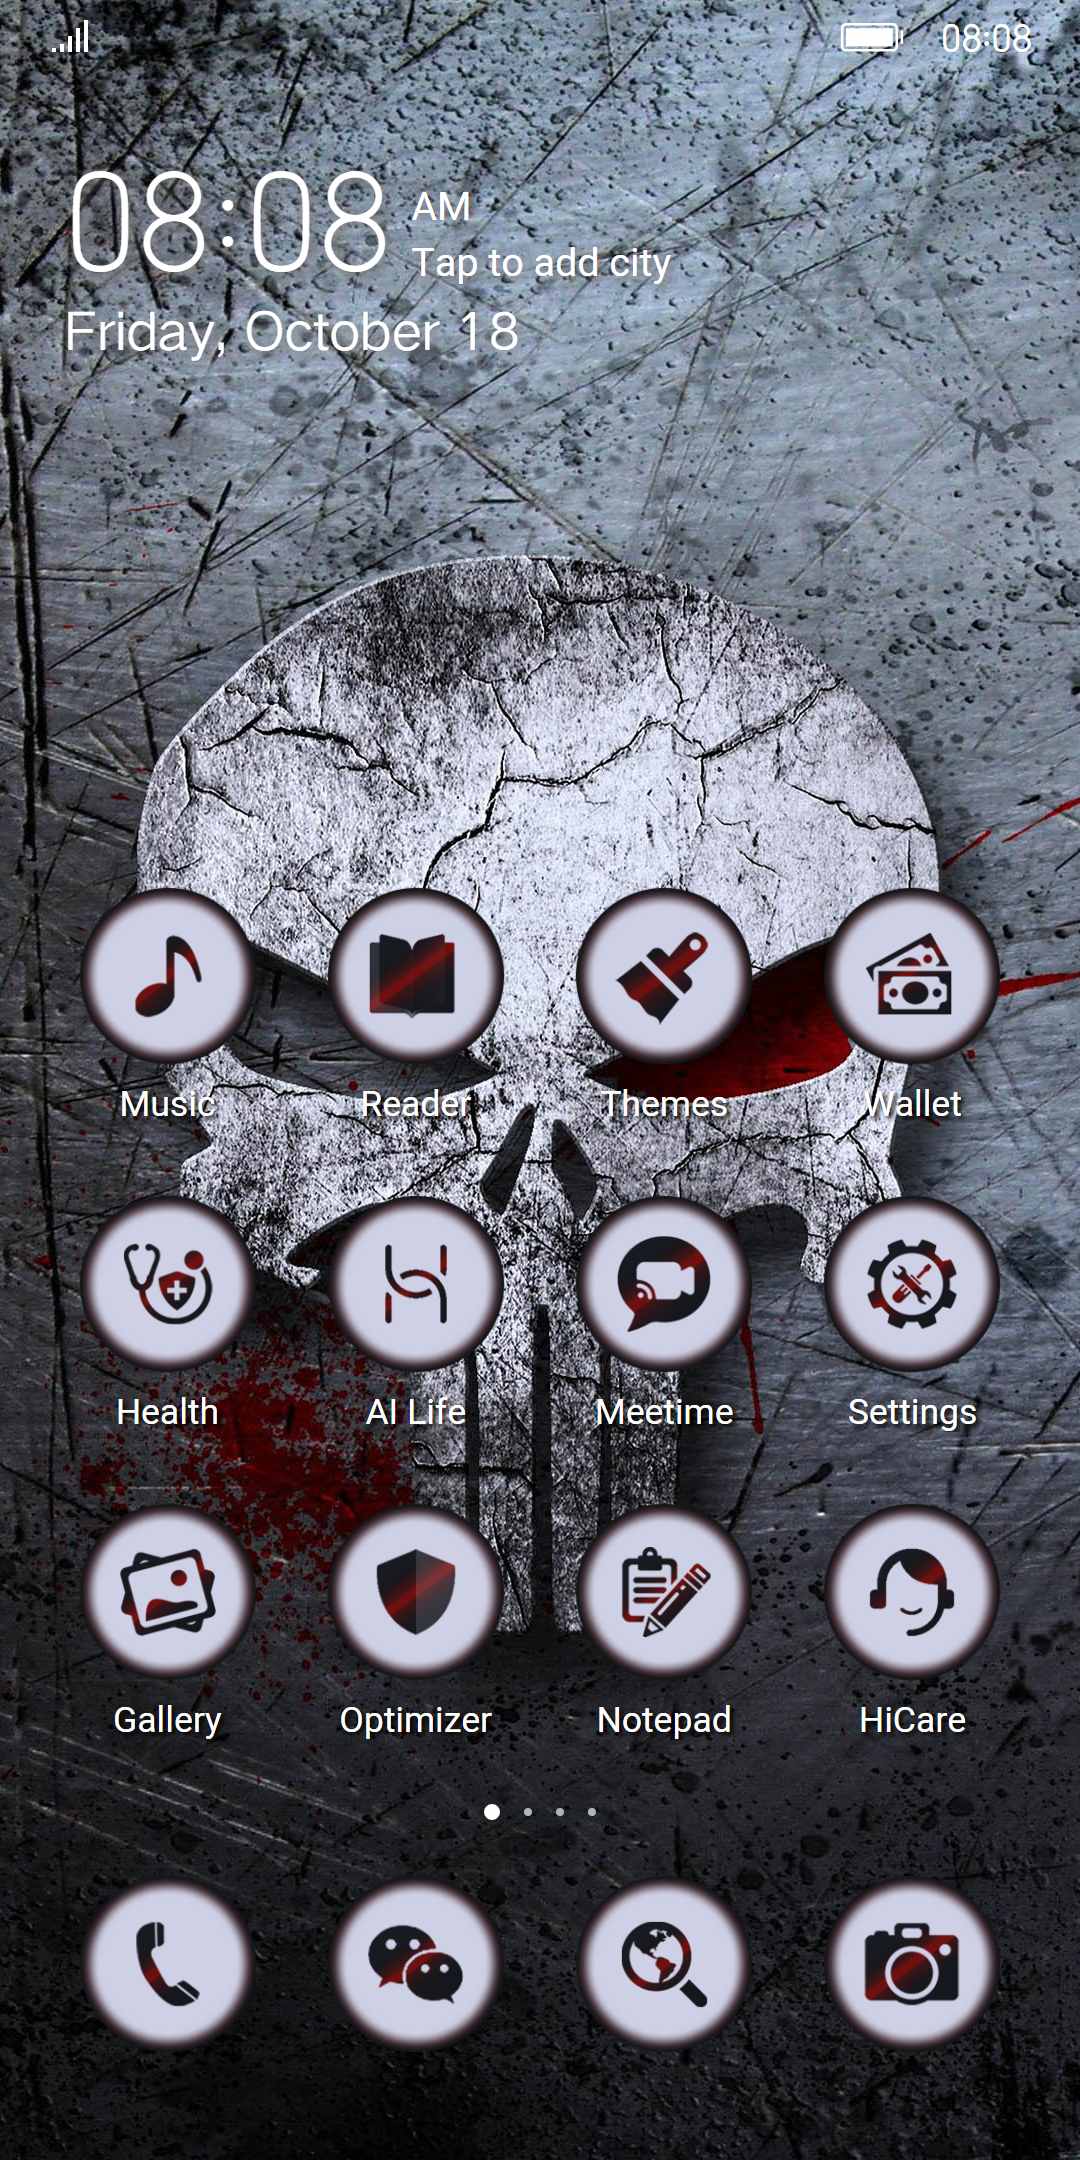 08:08
08:08 AM
Tap to add city
Friday, October 18
Music Reader Themes Wallet
Health AI Life Meetime Settings
Gallery Optimizer Notepad HiCare